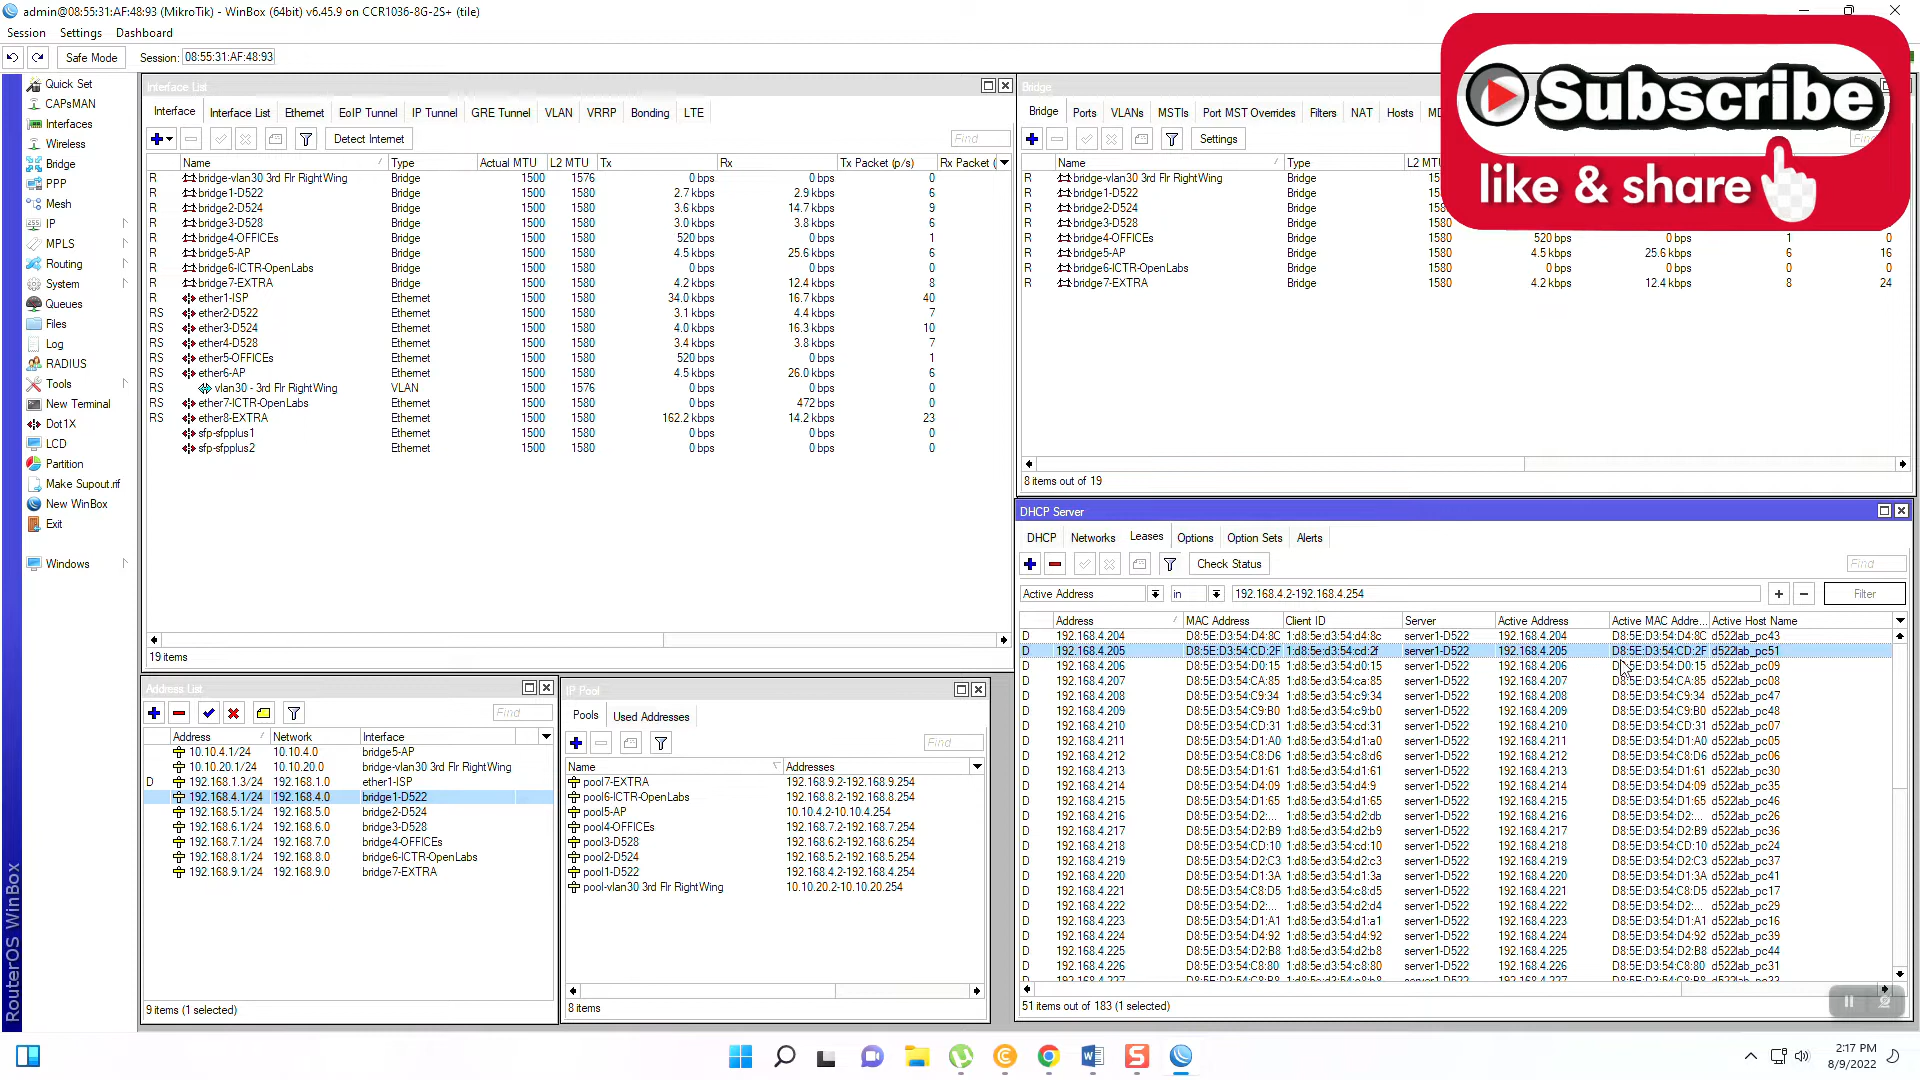 admin@08:55:31:AF:48:93 (MikroTik) - WinBox (64bit) v6.45.9 on CCR1036-8G-2S+ (tile)
Session Settings Dashboard
Safe Mode Session: 08:55:31:AF:48:93
Quick Set
CAPsMAN
Interfaces
Wireless
Bridge
PPP
Mesh
IP
MPLS
Routing
System
Queues
Files
Log
RADIUS
Tools
New Terminal
Dot1X
LCD
Partition
Make Supout.rif
New WinBox
Exit
Windows
RouterOS WinBox
Interface List
Interface Interface List Ethernet EoIP Tunnel IP Tunnel GRE Tunnel VLAN VRRP Bonding LTE
Detect Internet Find
Name Type Actual MTU L2 MTU Tx Rx Tx Packet (p/s) Rx Packet (
R bridge-vlan30 3rd Flr RightWing Bridge 1500 1576 0 bps 0 bps 0
R bridge1-D522 Bridge 1500 1580 2.7 kbps 2.9 kbps 6
R bridge2-D524 Bridge 1500 1580 3.6 kbps 14.7 kbps 9
R bridge3-D528 Bridge 1500 1580 3.0 kbps 3.8 kbps 6
R bridge4-OFFICEs Bridge 1500 1580 520 bps 0 bps 1
R bridge5-AP Bridge 1500 1580 4.5 kbps 25.6 kbps 6
R bridge6-ICTR-OpenLabs Bridge 1500 1580 0 bps 0 bps 0
R bridge7-EXTRA Bridge 1500 1580 4.2 kbps 12.4 kbps 8
R ether1-ISP Ethernet 1500 1580 34.0 kbps 16.7 kbps 40
RS ether2-D522 Ethernet 1500 1580 3.1 kbps 4.4 kbps 7
RS ether3-D524 Ethernet 1500 1580 4.0 kbps 16.3 kbps 10
RS ether4-D528 Ethernet 1500 1580 3.4 kbps 3.8 kbps 7
RS ether5-OFFICEs Ethernet 1500 1580 520 bps 0 bps 1
RS ether6-AP Ethernet 1500 1580 4.5 kbps 26.0 kbps 6
RS vlan30 - 3rd Flr RightWing VLAN 1500 1576 0 bps 0 bps 0
RS ether7-ICTR-OpenLabs Ethernet 1500 1580 0 bps 472 bps 0
RS ether8-EXTRA Ethernet 1500 1580 162.2 kbps 14.2 kbps 23
sfp-sfpplus1 Ethernet 1500 1580 0 bps 0 bps 0
sfp-sfpplus2 Ethernet 1500 1580 0 bps 0 bps 0
19 items
Bridge
Bridge Ports VLANs MSTIs Port MST Overrides Filters NAT Hosts MD
Settings
Name Type L2 MTU
R bridge-vlan30 3rd Flr RightWing Bridge
R bridge1-D522 Bridge
R bridge2-D524 Bridge
R bridge3-D528 Bridge
R bridge4-OFFICEs Bridge 1580 520 bps 0 bps 1 0
R bridge5-AP Bridge 1580 4.5 kbps 25.6 kbps 6 16
R bridge6-ICTR-OpenLabs Bridge 1580 0 bps 0 bps 0 0
R bridge7-EXTRA Bridge 1580 4.2 kbps 12.4 kbps 8 24
8 items out of 19
Subscribe
like & share
Address List
Find
Address Network Interface
10.10.4.1/24 10.10.4.0 bridge5-AP
10.10.20.1/24 10.10.20.0 bridge-vlan30 3rd Flr RightWing
D 192.168.1.3/24 192.168.1.0 ether1-ISP
192.168.4.1/24 192.168.4.0 bridge1-D522
192.168.5.1/24 192.168.5.0 bridge2-D524
192.168.6.1/24 192.168.6.0 bridge3-D528
192.168.7.1/24 192.168.7.0 bridge4-OFFICEs
192.168.8.1/24 192.168.8.0 bridge6-ICTR-OpenLabs
192.168.9.1/24 192.168.9.0 bridge7-EXTRA
9 items (1 selected)
IP Pool
Pools Used Addresses
Find
Name Addresses
pool7-EXTRA 192.168.9.2-192.168.9.254
pool6-ICTR-OpenLabs 192.168.8.2-192.168.8.254
pool5-AP 10.10.4.2-10.10.4.254
pool4-OFFICEs 192.168.7.2-192.168.7.254
pool3-D528 192.168.6.2-192.168.6.254
pool2-D524 192.168.5.2-192.168.5.254
pool1-D522 192.168.4.2-192.168.4.254
pool-vlan30 3rd Flr RightWing 10.10.20.2-10.10.20.254
8 items
DHCP Server
DHCP Networks Leases Options Option Sets Alerts
Check Status Find
Active Address in 192.168.4.2-192.168.4.254 + - Filter
Address MAC Address Client ID Server Active Address Active MAC Addre... Active Host Name
D 192.168.4.204 D8:5E:D3:54:D4:8C 1:d8:5e:d3:54:d4:8c server1-D522 192.168.4.204 D8:5E:D3:54:D4:8C d522lab_pc43
D 192.168.4.205 D8:5E:D3:54:CD:2F 1:d8:5e:d3:54:cd:2f server1-D522 192.168.4.205 D8:5E:D3:54:CD:2F d522lab_pc51
D 192.168.4.206 D8:5E:D3:54:D0:15 1:d8:5e:d3:54:d0:15 server1-D522 192.168.4.206 D8:5E:D3:54:D0:15 d522lab_pc09
D 192.168.4.207 D8:5E:D3:54:CA:85 1:d8:5e:d3:54:ca:85 server1-D522 192.168.4.207 D8:5E:D3:54:CA:85 d522lab_pc08
D 192.168.4.208 D8:5E:D3:54:C9:34 1:d8:5e:d3:54:c9:34 server1-D522 192.168.4.208 D8:5E:D3:54:C9:34 d522lab_pc47
D 192.168.4.209 D8:5E:D3:54:C9:B0 1:d8:5e:d3:54:c9:b0 server1-D522 192.168.4.209 D8:5E:D3:54:C9:B0 d522lab_pc48
D 192.168.4.210 D8:5E:D3:54:CD:31 1:d8:5e:d3:54:cd:31 server1-D522 192.168.4.210 D8:5E:D3:54:CD:31 d522lab_pc07
D 192.168.4.211 D8:5E:D3:54:D1:A0 1:d8:5e:d3:54:d1:a0 server1-D522 192.168.4.211 D8:5E:D3:54:D1:A0 d522lab_pc05
D 192.168.4.212 D8:5E:D3:54:C8:D6 1:d8:5e:d3:54:c8:d6 server1-D522 192.168.4.212 D8:5E:D3:54:C8:D6 d522lab_pc06
D 192.168.4.213 D8:5E:D3:54:D1:61 1:d8:5e:d3:54:d1:61 server1-D522 192.168.4.213 D8:5E:D3:54:D1:61 d522lab_pc30
D 192.168.4.214 D8:5E:D3:54:D4:09 1:d8:5e:d3:54:d4:9 server1-D522 192.168.4.214 D8:5E:D3:54:D4:09 d522lab_pc35
D 192.168.4.215 D8:5E:D3:54:D1:65 1:d8:5e:d3:54:d1:65 server1-D522 192.168.4.215 D8:5E:D3:54:D1:65 d522lab_pc46
D 192.168.4.216 D8:5E:D3:54:D2:... 1:d8:5e:d3:54:d2:db server1-D522 192.168.4.216 D8:5E:D3:54:D2:... d522lab_pc26
D 192.168.4.217 D8:5E:D3:54:D2:B9 1:d8:5e:d3:54:d2:b9 server1-D522 192.168.4.217 D8:5E:D3:54:D2:B9 d522lab_pc36
D 192.168.4.218 D8:5E:D3:54:CD:10 1:d8:5e:d3:54:cd:10 server1-D522 192.168.4.218 D8:5E:D3:54:CD:10 d522lab_pc24
D 192.168.4.219 D8:5E:D3:54:D2:C3 1:d8:5e:d3:54:d2:c3 server1-D522 192.168.4.219 D8:5E:D3:54:D2:C3 d522lab_pc37
D 192.168.4.220 D8:5E:D3:54:D1:3A 1:d8:5e:d3:54:d1:3a server1-D522 192.168.4.220 D8:5E:D3:54:D1:3A d522lab_pc41
D 192.168.4.221 D8:5E:D3:54:C8:D5 1:d8:5e:d3:54:c8:d5 server1-D522 192.168.4.221 D8:5E:D3:54:C8:D5 d522lab_pc17
D 192.168.4.222 D8:5E:D3:54:D2:... 1:d8:5e:d3:54:d2:d4 server1-D522 192.168.4.222 D8:5E:D3:54:D2:... d522lab_pc29
D 192.168.4.223 D8:5E:D3:54:D1:A1 1:d8:5e:d3:54:d1:a1 server1-D522 192.168.4.223 D8:5E:D3:54:D1:A1 d522lab_pc16
D 192.168.4.224 D8:5E:D3:54:D4:92 1:d8:5e:d3:54:d4:92 server1-D522 192.168.4.224 D8:5E:D3:54:D4:92 d522lab_pc39
D 192.168.4.225 D8:5E:D3:54:D2:B8 1:d8:5e:d3:54:d2:b8 server1-D522 192.168.4.225 D8:5E:D3:54:D2:B8 d522lab_pc44
D 192.168.4.226 D8:5E:D3:54:C8:80 1:d8:5e:d3:54:c8:80 server1-D522 192.168.4.226 D8:5E:D3:54:C8:80 d522lab_pc31
51 items out of 183 (1 selected)
2:17 PM
8/9/2022